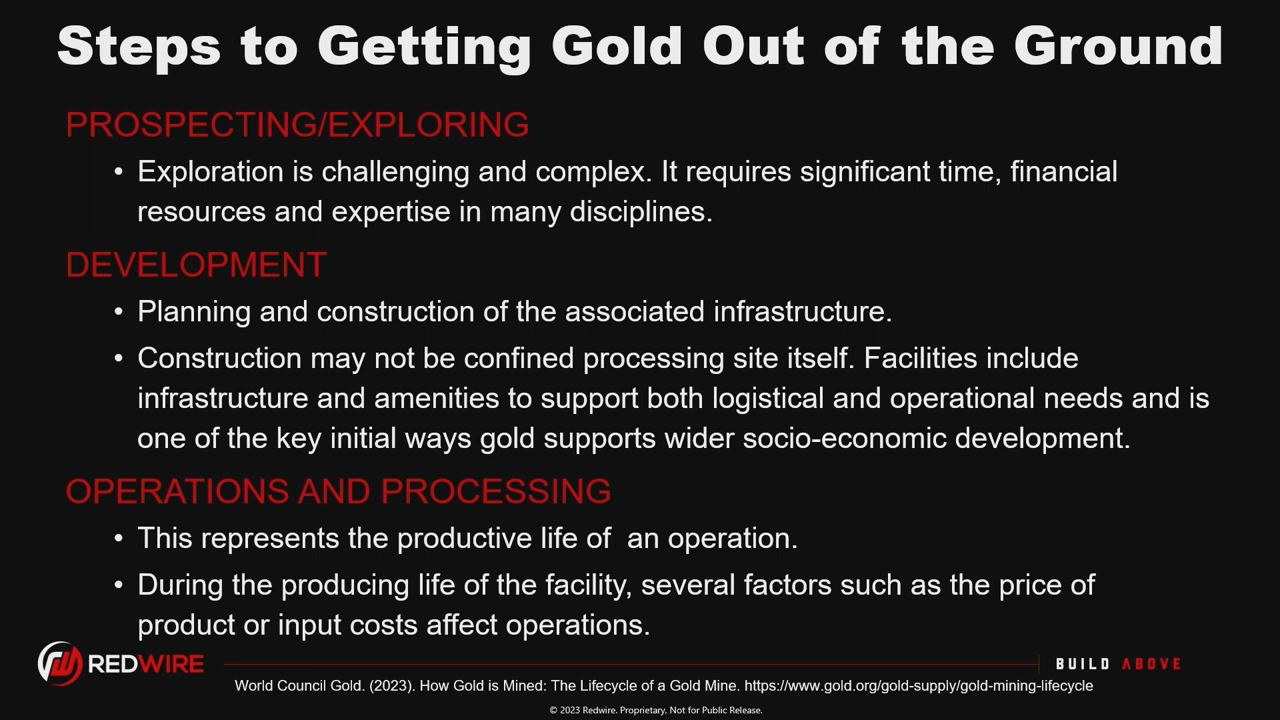 Steps to Getting Gold Out of the Ground
PROSPECTING/EXPLORING
• Exploration is challenging and complex. It requires significant time, financial
resources and expertise in many disciplines.
DEVELOPMENT
• Planning and construction of the associated infrastructure.
• Construction may not be confined processing site itself. Facilities include
infrastructure and amenities to support both logistical and operational needs and is
one of the key initial ways gold supports wider socio-economic development.
OPERATIONS AND PROCESSING
• This represents the productive life of  an operation.
• During the producing life of the facility, several factors such as the price of
product or input costs affect operations.
REDWIRE
BUILD ABOVE
World Council Gold. (2023). How Gold is Mined: The Lifecycle of a Gold Mine. https://www.gold.org/gold-supply/gold-mining-lifecycle
© 2023 Redwire. Proprietary, Not for Public Release.